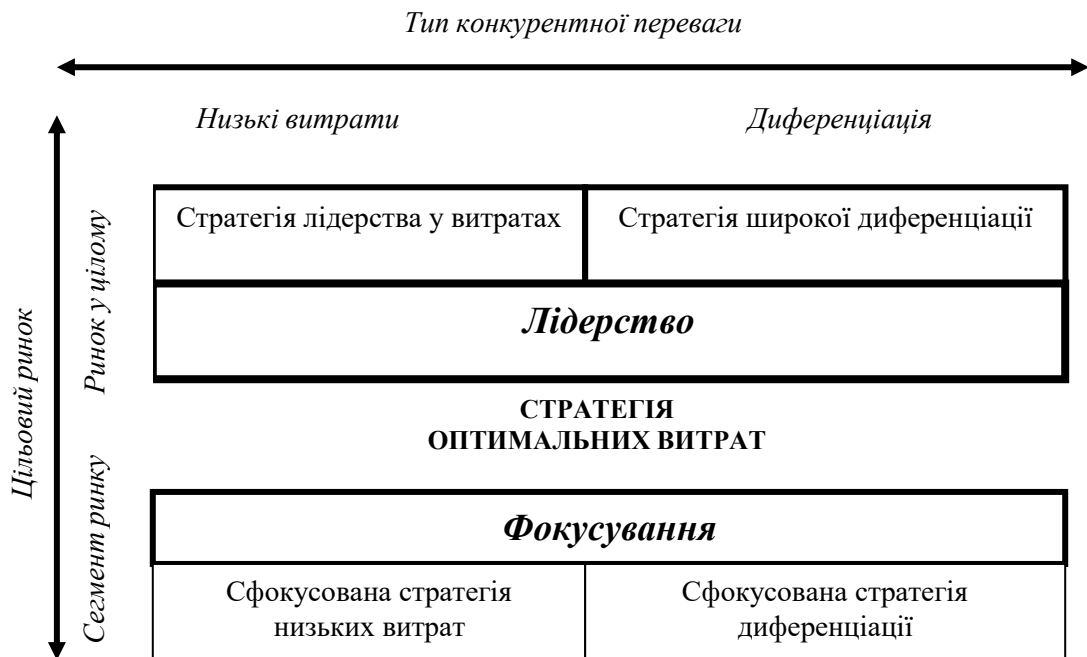 Тип конкурентної переваги
Низькі витрати
Диференціація
Цільовий ринок
Ринок у цілому
Стратегія лідерства у витратах
Стратегія широкої диференціації
Лідерство
СТРАТЕГІЯ
ОПТИМАЛЬНИХ ВИТРАТ
Сегмент ринку
Фокусування
Сфокусована стратегія
низьких витрат
Сфокусована стратегія
диференціації